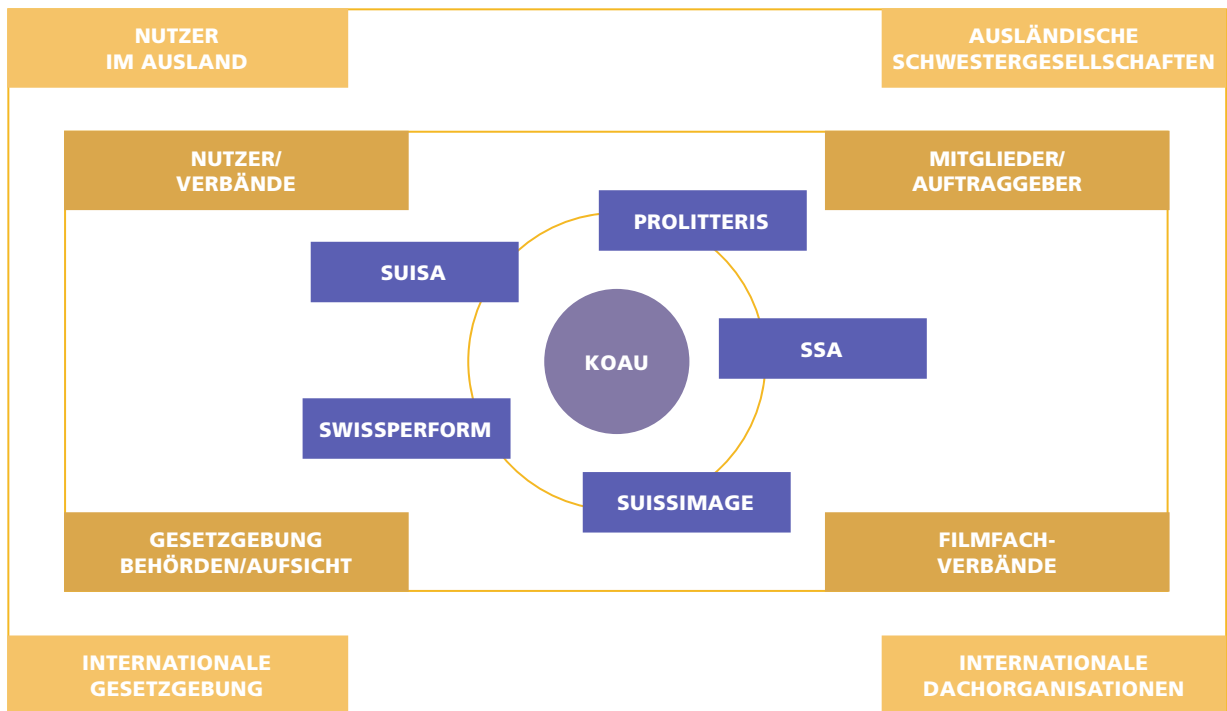 NUTZER
IM AUSLAND
AUSLÄNDISCHE
SCHWESTERGESELLSCHAFTEN
NUTZER/
VERBÄNDE
MITGLIEDER/
AUFTRAGGEBER
PROLITTERIS
SUISA
SSA
KOAU
SWISSPERFORM
SUISSIMAGE
GESETZGEBUNG
BEHÖRDEN/AUFSICHT
FILMFACH-
VERBÄNDE
INTERNATIONALE
GESETZGEBUNG
INTERNATIONALE
DACHORGANISATIONEN